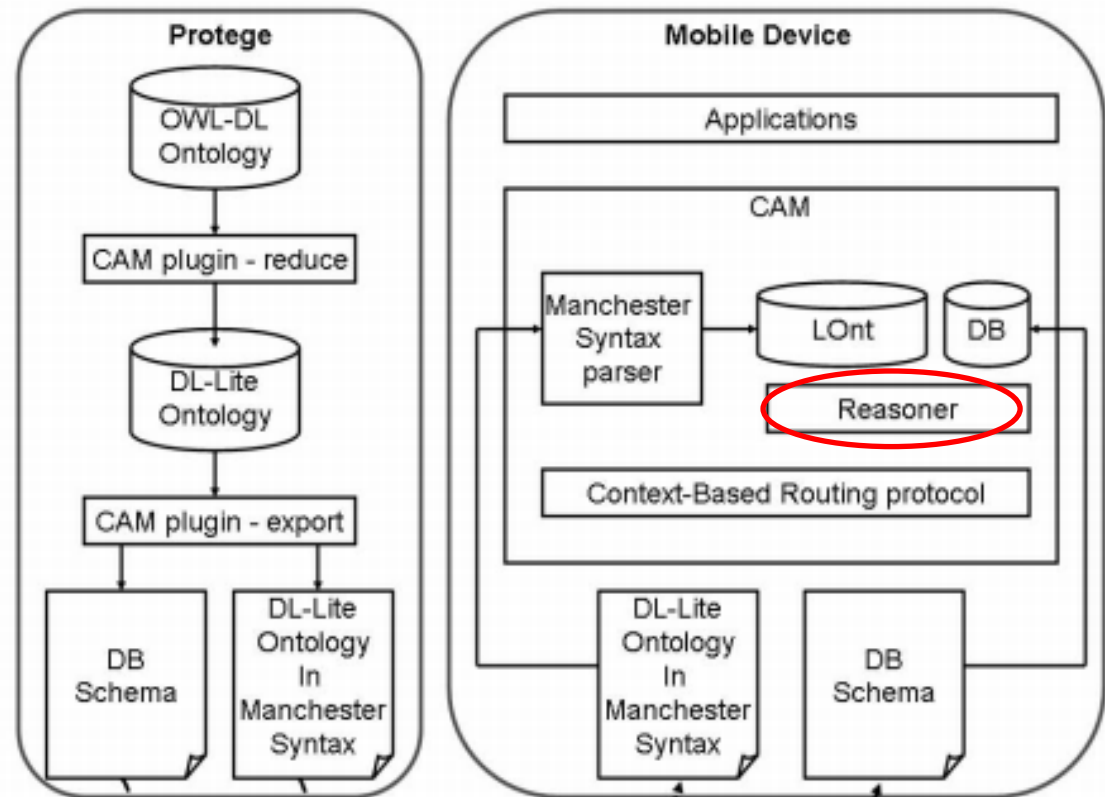 Protege
OWL-DL
Ontology
CAM plugin - reduce
DL-Lite
Ontology
CAM plugin - export
DB
Schema
DL-Lite
Ontology
In
Manchester
Syntax
Mobile Device
Applications
CAM
Manchester
Syntax
parser
LOnt
DB
Reasoner
Context-Based Routing protocol
DL-Lite
Ontology
In
Manchester
Syntax
DB
Schema